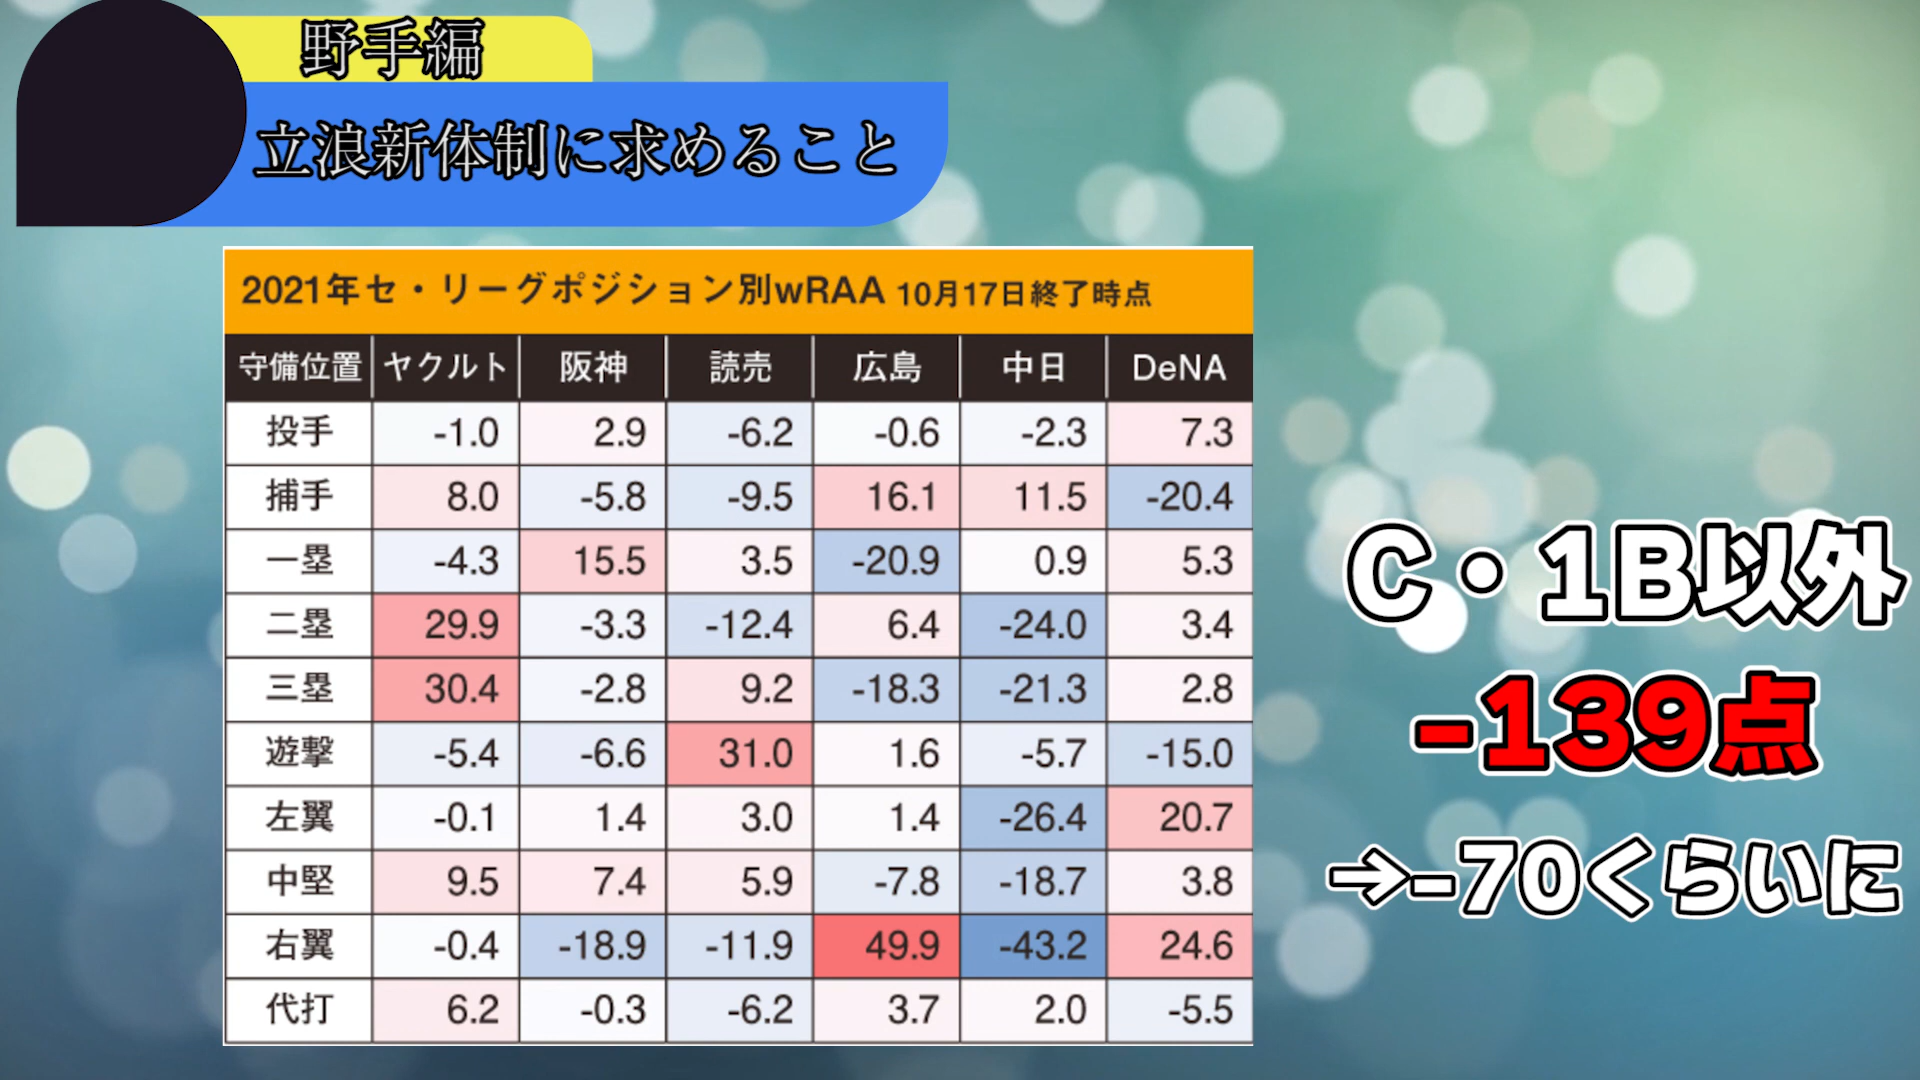 野手編
立浪新体制に求めること
2021年セ・リーグポジション別wRAA 10月17日終了時点
守備位置 ヤクルト 阪神 読売 広島 中日 DeNA
投手 -1.0 2.9 -6.2 -0.6 -2.3 7.3
捕手 8.0 -5.8 -9.5 16.1 11.5 -20.4
一塁 -4.3 15.5 3.5 -20.9 0.9 5.3
二塁 29.9 -3.3 -12.4 6.4 -24.0 3.4
三塁 30.4 -2.8 9.2 -18.3 -21.3 2.8
遊撃 -5.4 -6.6 31.0 1.6 -5.7 -15.0
左翼 -0.1 1.4 3.0 1.4 -26.4 20.7
中堅 9.5 7.4 5.9 -7.8 -18.7 3.8
右翼 -0.4 -18.9 -11.9 49.9 -43.2 24.6
代打 6.2 -0.3 -6.2 3.7 2.0 -5.5
C・1B以外
-139点
→-70くらいに